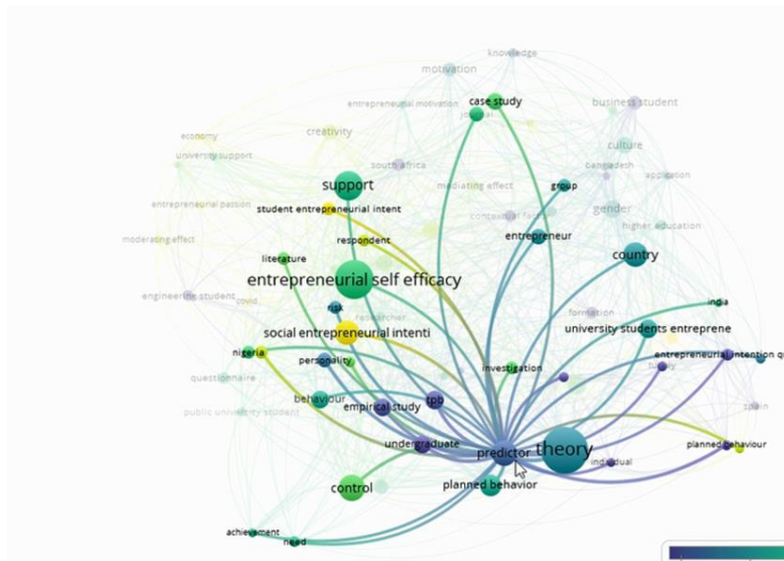 knowledge
motivation
case study
entrepreneurial motivation
business student
journal
creativity
economy
culture
university support
south africa
bangladesh
application
support
mediating effect
group
entrepreneurial passion
student entrepreneurial intent
gender
higher education
moderating effect
respondent
entrepreneur
literature
country
entrepreneurial self efficacy
engineering student
covid
risk
india
formation
researcher
social entrepreneurial intenti
university students entreprene
nigeria
personality
entrepreneurial intention q
investigation
questionnaire
behaviour
empirical study
tpb
spain
public university student
undergraduate
predictor
theory
planned behaviour
individual
control
planned behavior
achievement
need